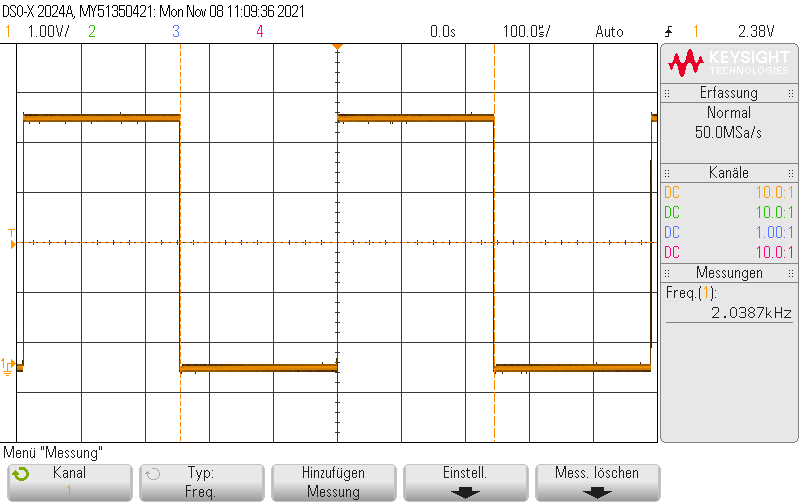 DSO-X 2024A, MY51350421: Mon Nov 08 11:09:36 2021
1 1.00V/ 2 3 4 0.0s 100.0µs/ Auto 1 2.38V
KEYSIGHT
TECHNOLOGIES
Erfassung
Normal
50.0MSa/s
Kanäle
DC 10.0:1
DC 10.0:1
DC 1.00:1
DC 10.0:1
Messungen
Freq.(1):
2.0387kHz
T
1
Menü "Messung"
Kanal
1
Typ:
Freq.
Hinzufügen
Messung
Einstell.
Mess. löschen